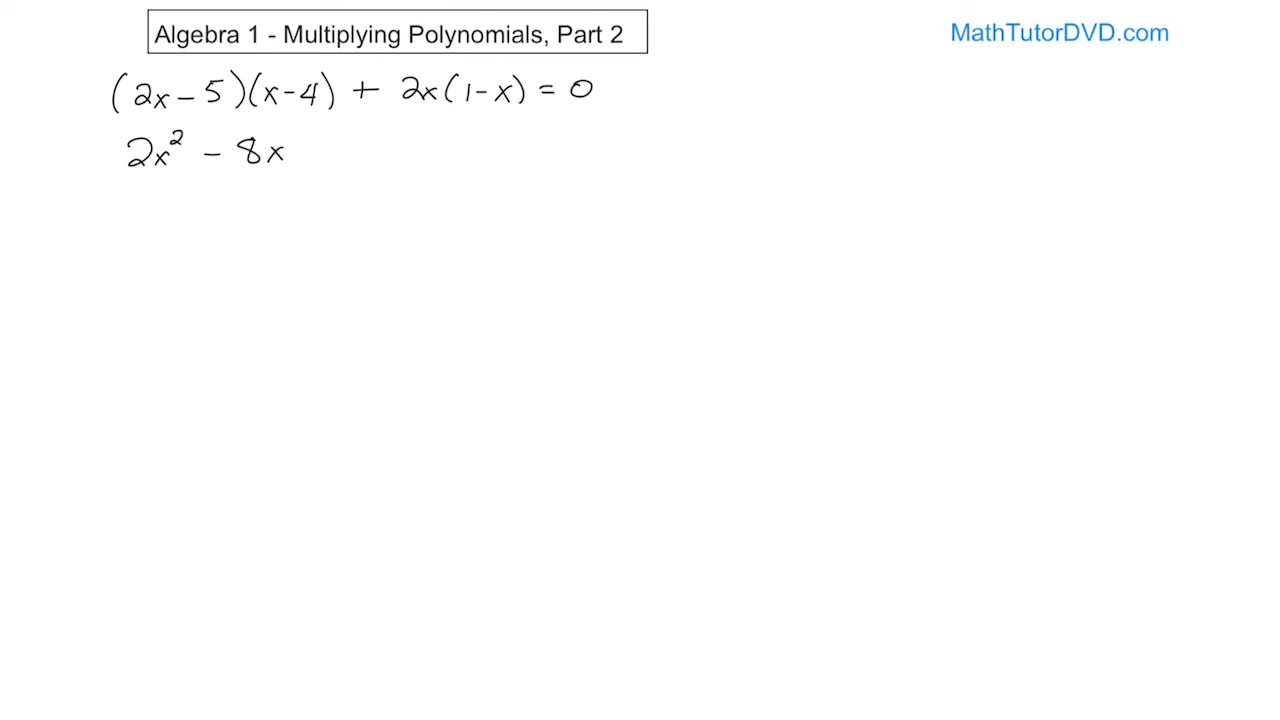 Algebra 1 - Multiplying Polynomials, Part 2
MathTutorDVD.com
(2x - 5)(x - 4) + 2x(1 - x) = 0
2x² - 8x